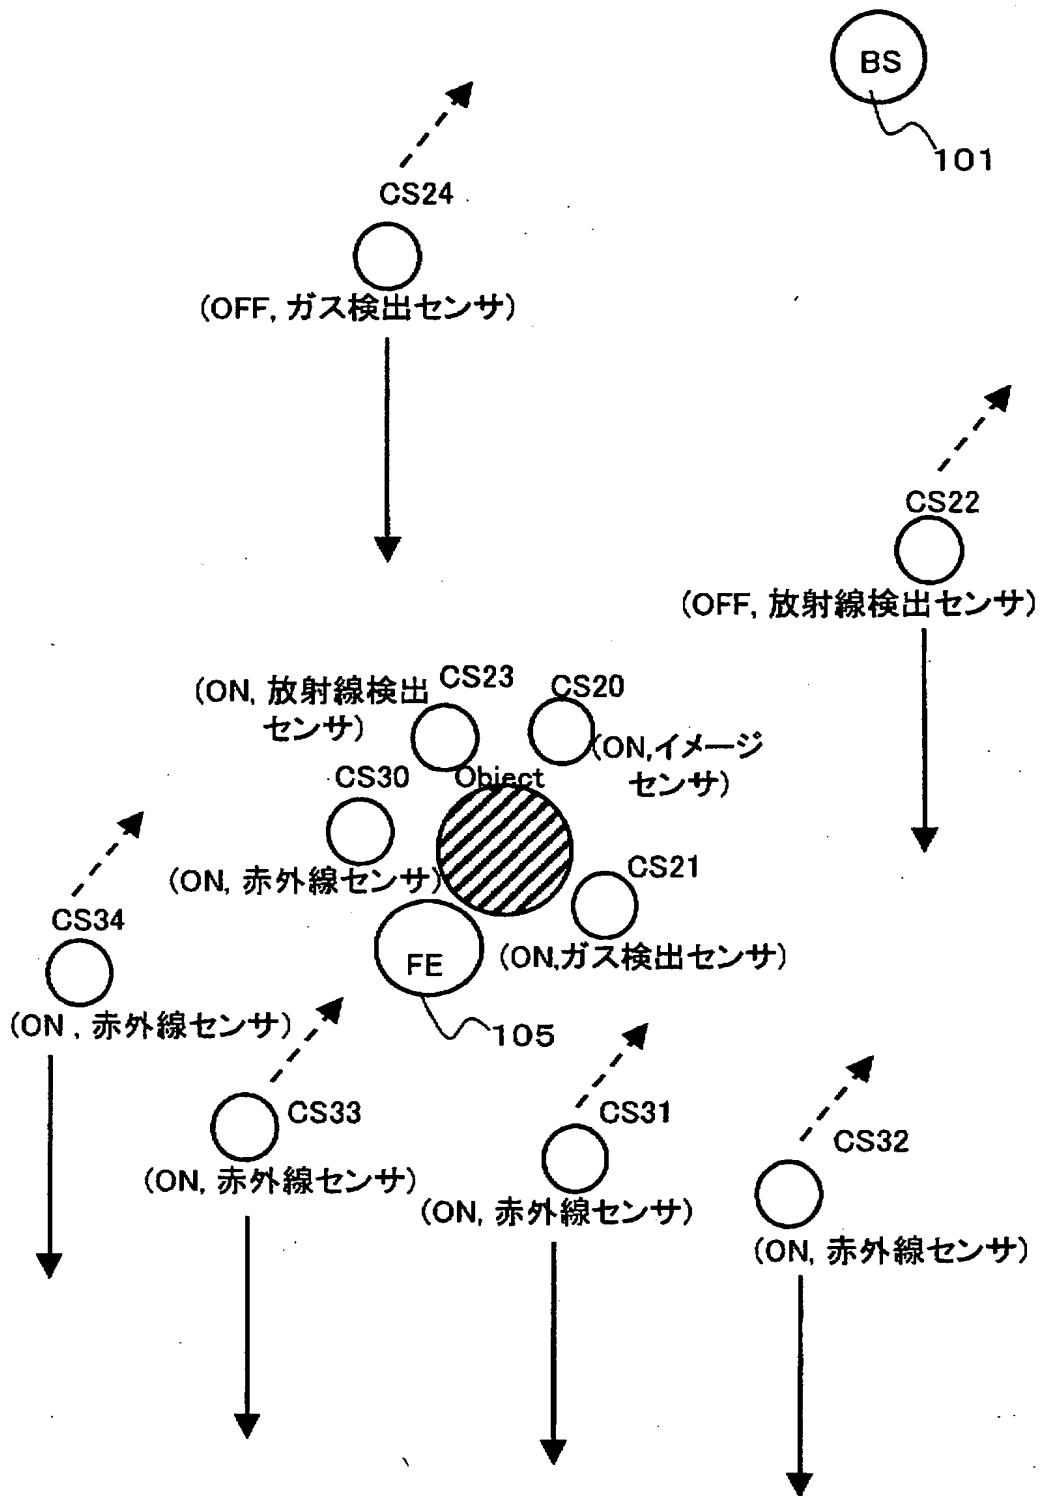 BS
101
CS24
(OFF, ガス検出センサ)
CS22
(OFF, 放射線検出センサ)
CS23
(ON, 放射線検出
センサ)
CS20
(ON,イメージ
センサ)
CS30
Object
(ON, 赤外線センサ)
CS21
(ON,ガス検出センサ)
CS34
(ON , 赤外線センサ)
FE
105
CS33
(ON, 赤外線センサ)
CS31
(ON, 赤外線センサ)
CS32
(ON, 赤外線センサ)